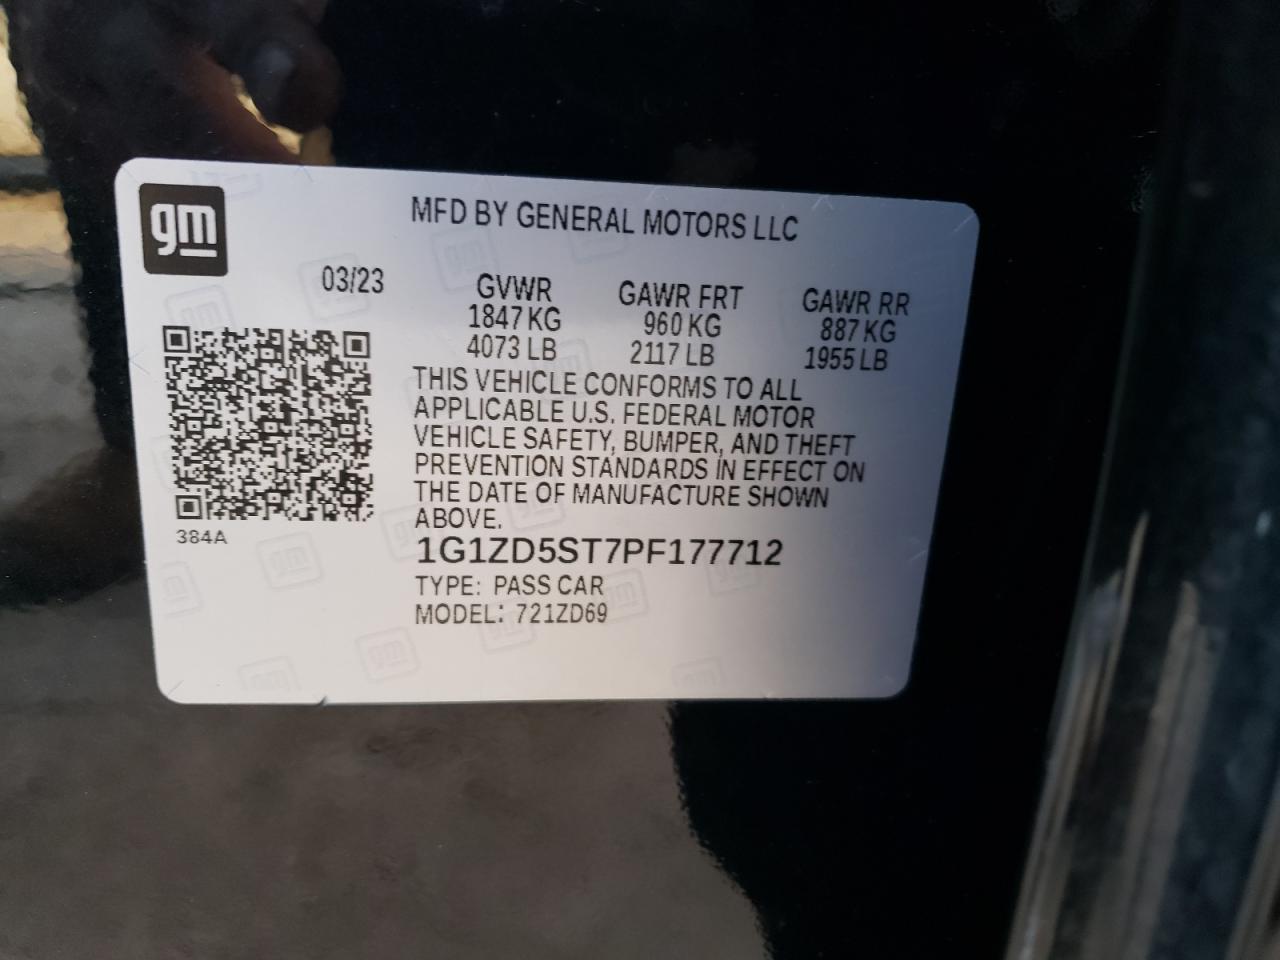 gm
MFD BY GENERAL MOTORS LLC
03/23
GVWR GAWR FRT GAWR RR
1847 KG 960 KG 887 KG
4073 LB 2117 LB 1955 LB
THIS VEHICLE CONFORMS TO ALL
APPLICABLE U.S. FEDERAL MOTOR
VEHICLE SAFETY, BUMPER, AND THEFT
PREVENTION STANDARDS IN EFFECT ON
THE DATE OF MANUFACTURE SHOWN
ABOVE.
384A
1G1ZD5ST7PF177712
TYPE: PASS CAR
MODEL: 721ZD69